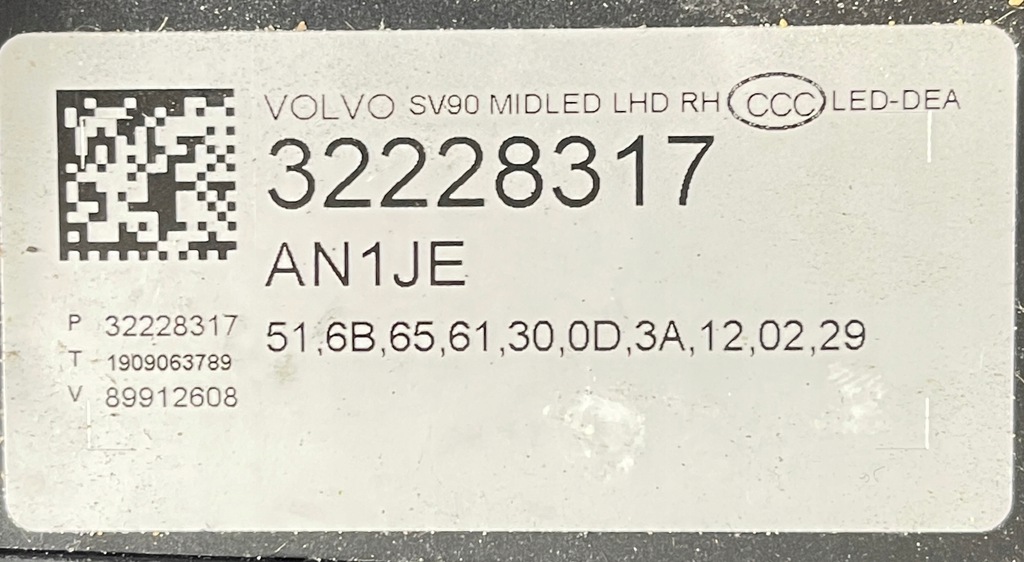 VOLVO SV90 MIDLED LHD RH CCC LED-DEA
32228317
AN1JE
P 32228317
T 1909063789
V 89912608
51,6B,65,61,30,0D,3A,12,02,29